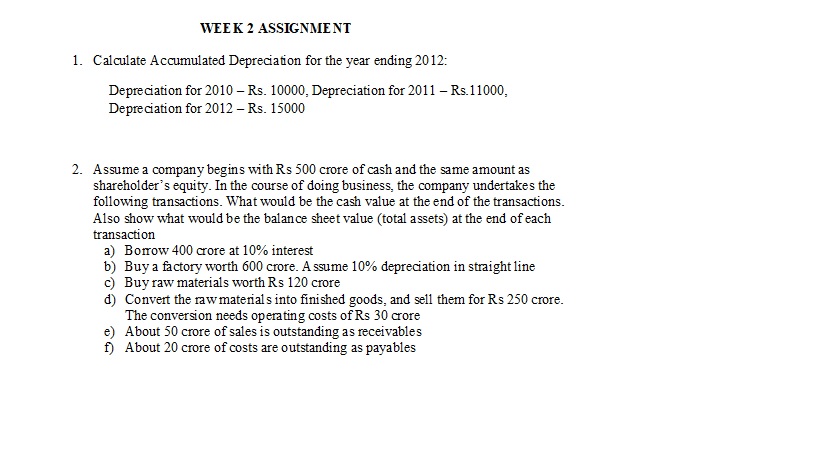 WEEK 2 ASSIGNMENT
1. Calculate Accumulated Depreciation for the year ending 2012:
Depreciation for 2010 – Rs. 10000, Depreciation for 2011 – Rs.11000,
Depreciation for 2012 – Rs. 15000
2. Assume a company begins with Rs 500 crore of cash and the same amount as
shareholder's equity. In the course of doing business, the company undertakes the
following transactions. What would be the cash value at the end of the transactions.
Also show what would be the balance sheet value (total assets) at the end of each
transaction
a) Borrow 400 crore at 10% interest
b) Buy a factory worth 600 crore. Assume 10% depreciation in straight line
c) Buy raw materials worth Rs 120 crore
d) Convert the raw materials into finished goods, and sell them for Rs 250 crore.
The conversion needs operating costs of Rs 30 crore
e) About 50 crore of sales is outstanding as receivables
f) About 20 crore of costs are outstanding as payables